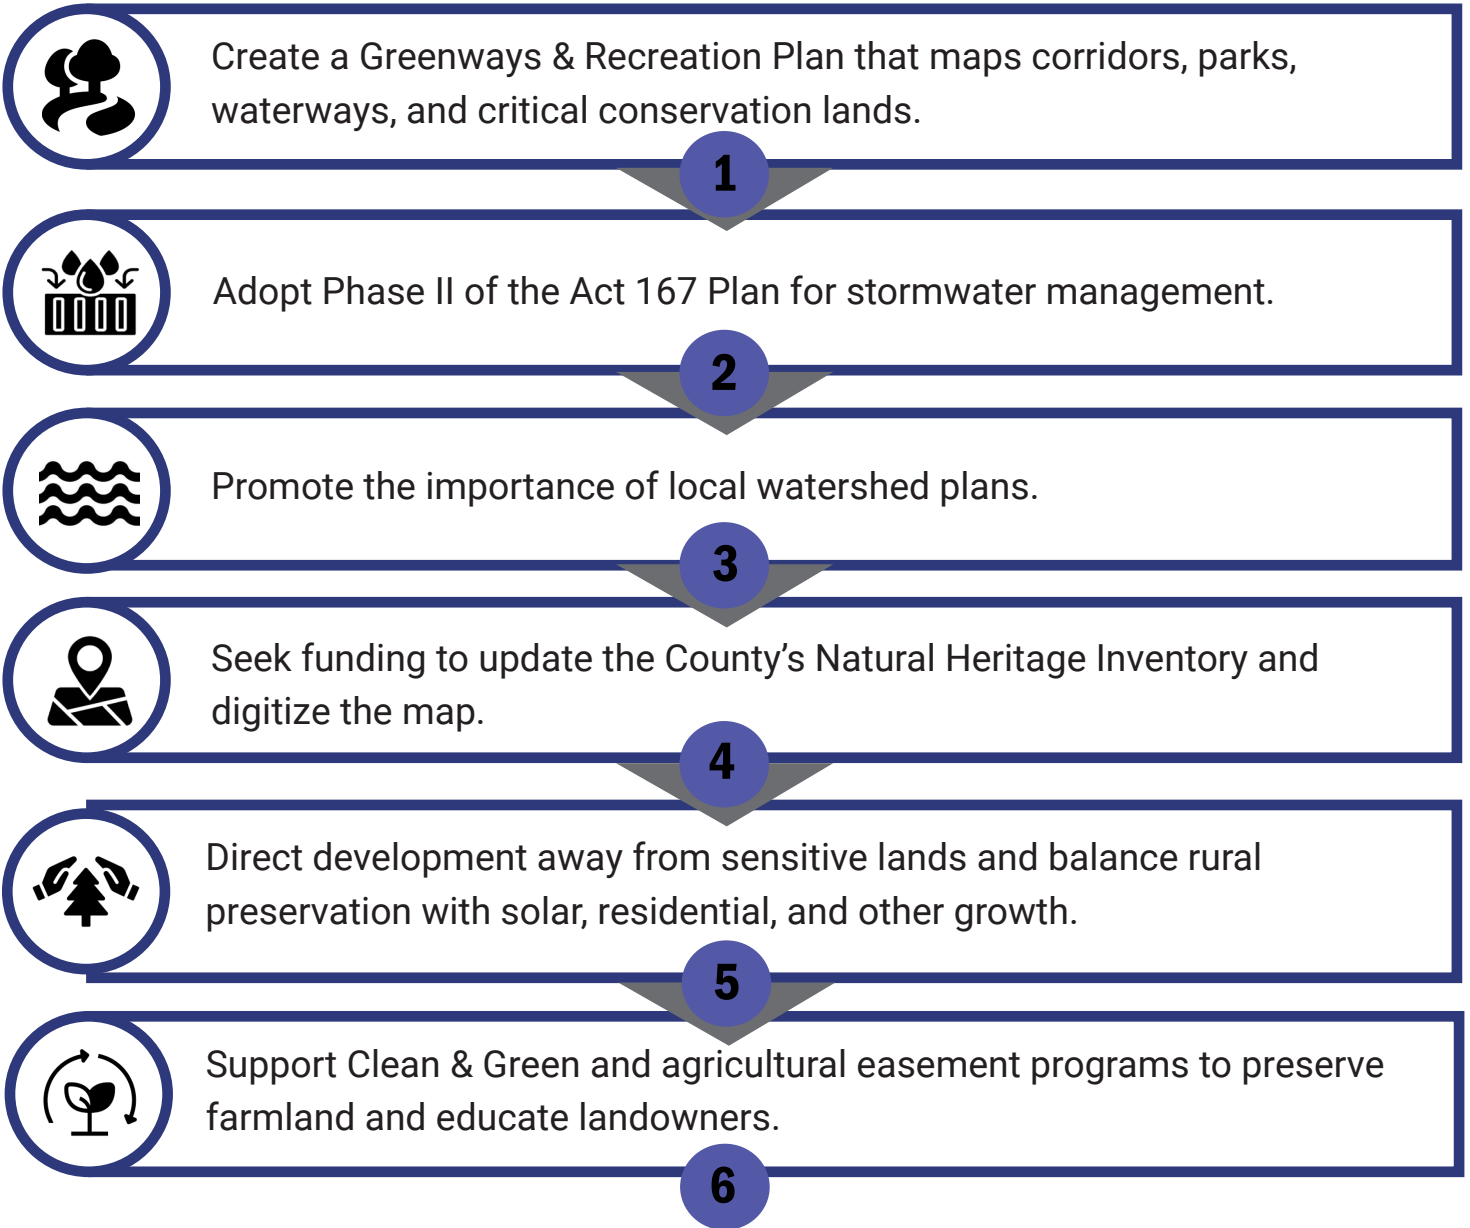 Create a Greenways & Recreation Plan that maps corridors, parks,
waterways, and critical conservation lands.
1
Adopt Phase II of the Act 167 Plan for stormwater management.
2
Promote the importance of local watershed plans.
3
Seek funding to update the County’s Natural Heritage Inventory and
digitize the map.
4
Direct development away from sensitive lands and balance rural
preservation with solar, residential, and other growth.
5
Support Clean & Green and agricultural easement programs to preserve
farmland and educate landowners.
6